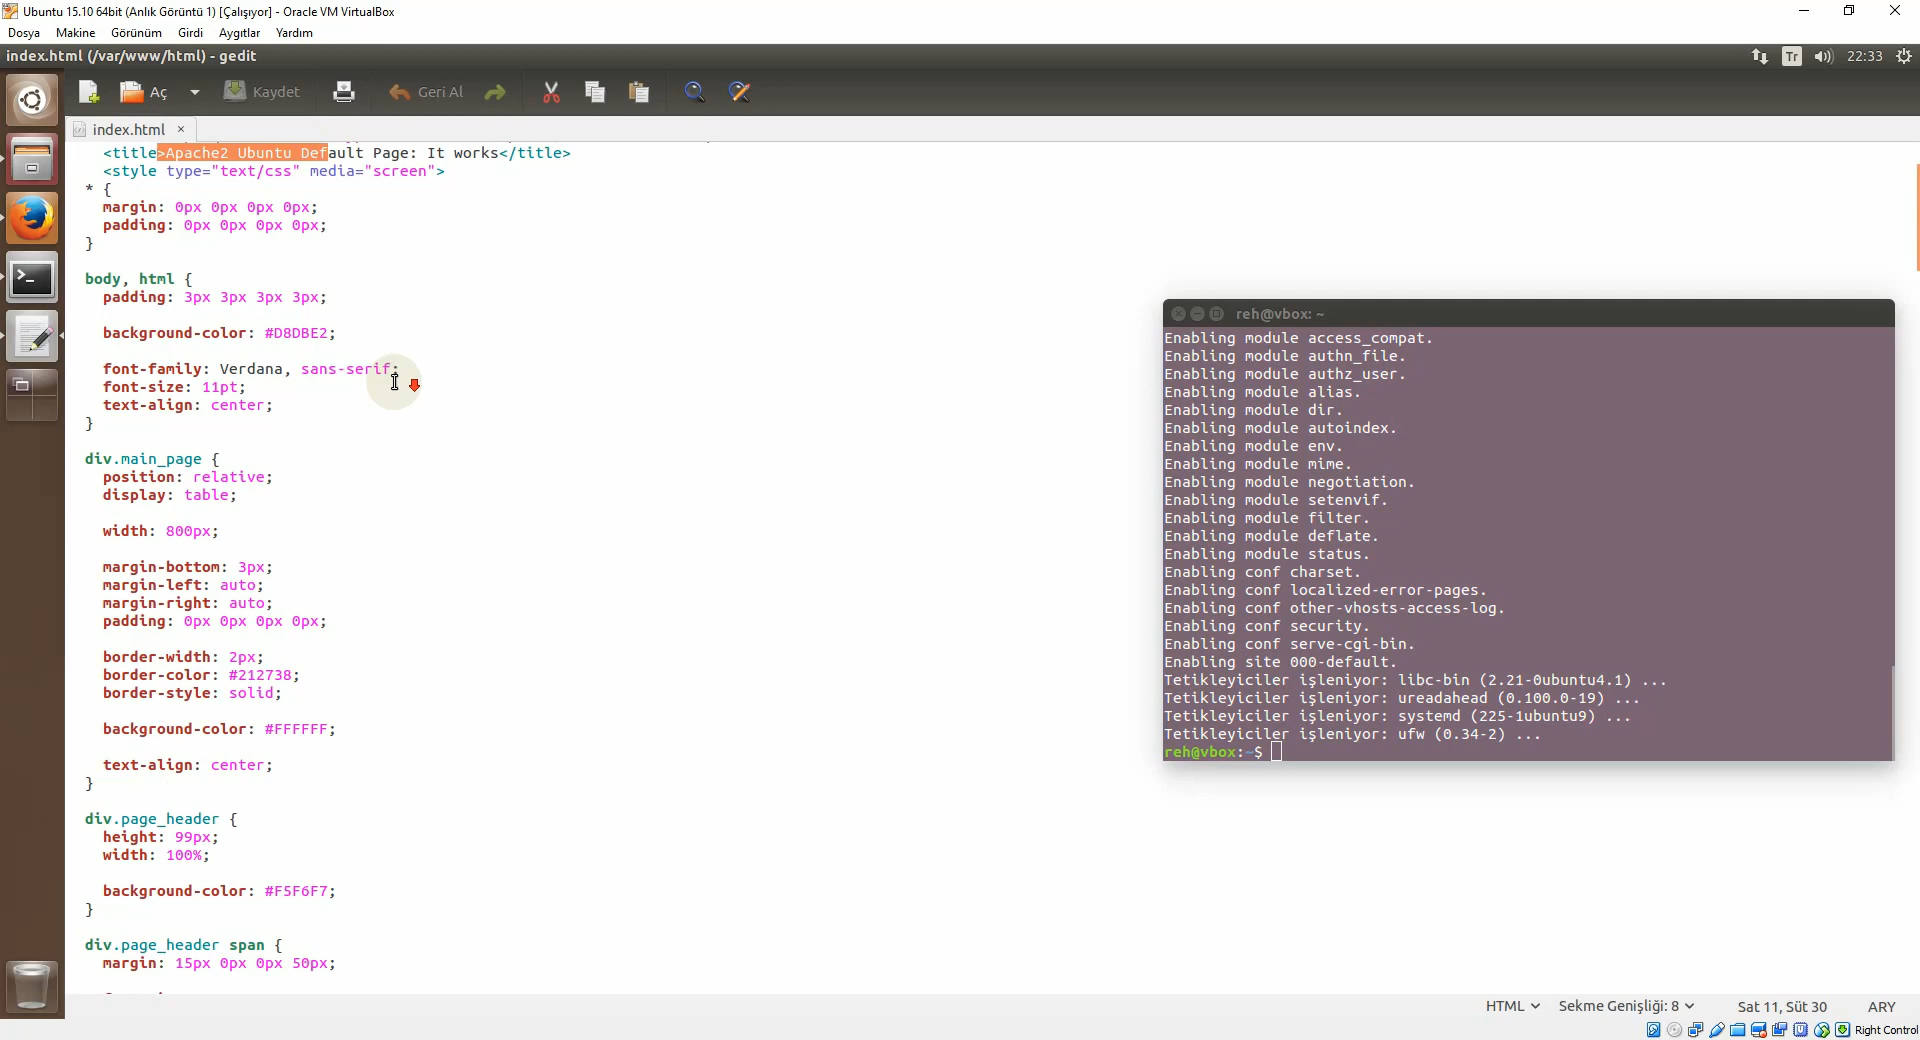 Ubuntu 15.10 64bit (Anlık Görüntü 1) [Çalışıyor] - Oracle VM VirtualBox
Dosya Makine Görünüm Girdi Aygıtlar Yardım
index.html (/var/www/html) - gedit
Tr 22:33
Aç Kaydet Geri Al
index.html ×
<title>Apache2 Ubuntu Default Page: It works</title>
<style type="text/css" media="screen">
* {
margin: 0px 0px 0px 0px;
padding: 0px 0px 0px 0px;
}
body, html {
padding: 3px 3px 3px 3px;
background-color: #D8DBE2;
font-family: Verdana, sans-serif;
font-size: 11pt;
text-align: center;
}
div.main_page {
position: relative;
display: table;
width: 800px;
margin-bottom: 3px;
margin-left: auto;
margin-right: auto;
padding: 0px 0px 0px 0px;
border-width: 2px;
border-color: #212738;
border-style: solid;
background-color: #FFFFFF;
text-align: center;
}
div.page_header {
height: 99px;
width: 100%;
background-color: #F5F6F7;
}
div.page_header span {
margin: 15px 0px 0px 50px;
reh@vbox: ~
Enabling module access_compat.
Enabling module authn_file.
Enabling module authz_user.
Enabling module alias.
Enabling module dir.
Enabling module autoindex.
Enabling module env.
Enabling module mime.
Enabling module negotiation.
Enabling module setenvif.
Enabling module filter.
Enabling module deflate.
Enabling module status.
Enabling conf charset.
Enabling conf localized-error-pages.
Enabling conf other-vhosts-access-log.
Enabling conf security.
Enabling conf serve-cgi-bin.
Enabling site 000-default.
Tetikleyiciler işleniyor: libc-bin (2.21-0ubuntu4.1) ...
Tetikleyiciler işleniyor: ureadahead (0.100.0-19) ...
Tetikleyiciler işleniyor: systemd (225-1ubuntu9) ...
Tetikleyiciler işleniyor: ufw (0.34-2) ...
reh@vbox:~$
HTML Sekme Genişliği: 8 Sat 11, Süt 30 ARY
Right Control